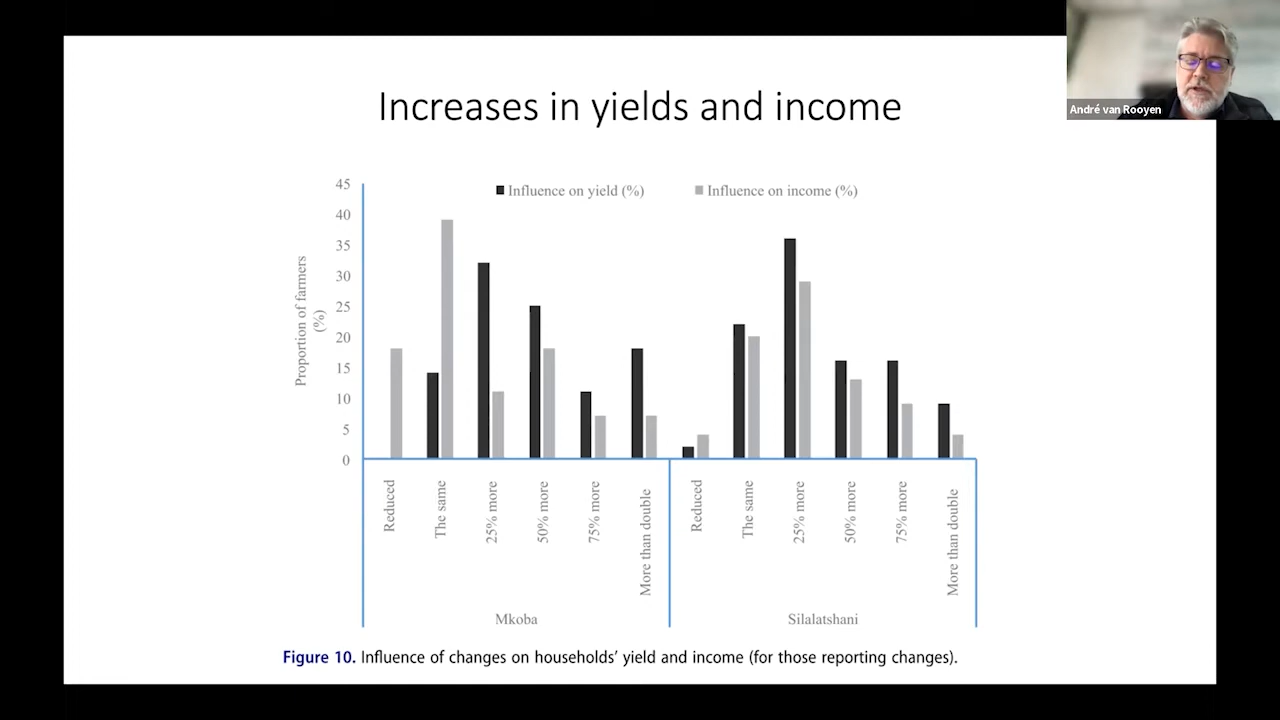 André van Rooyen
Increases in yields and income
Influence on yield (%)
Influence on income (%)
Proportion of farmers
(%)
45
40
35
30
25
20
15
10
5
0
Reduced
The same
25% more
50% more
75% more
More than double
Reduced
The same
25% more
50% more
75% more
More than double
Mkoba
Silalatshani
Figure 10. Influence of changes on households' yield and income (for those reporting changes).